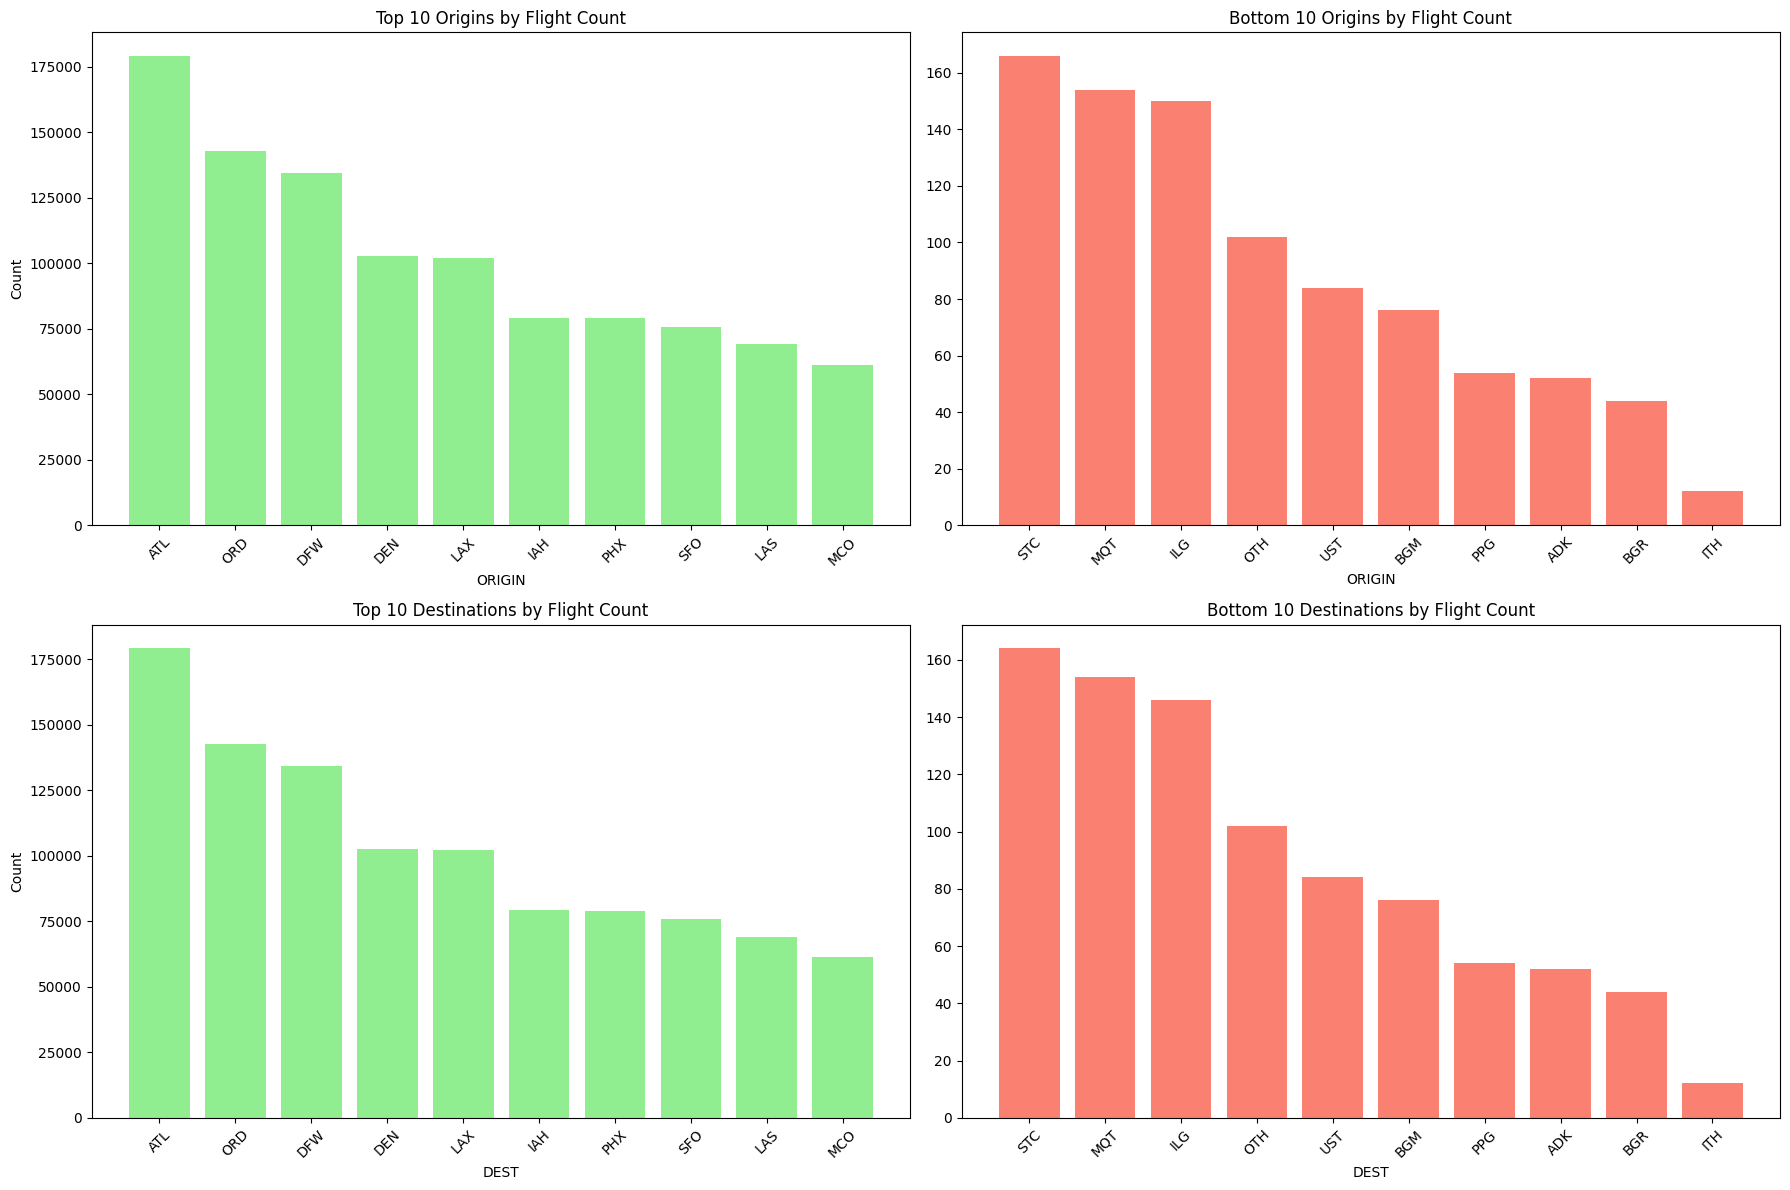 Top 10 Origins by Flight Count
175000
150000
125000
100000
75000
50000
25000
0
Count
ATL ORD DFW DEN LAX IAH PHX SFO LAS MCO
ORIGIN
Bottom 10 Origins by Flight Count
160
140
120
100
80
60
40
20
0
STC MQT ILG OTH UST BGM PPG ADK BGR ITH
ORIGIN
Top 10 Destinations by Flight Count
175000
150000
125000
100000
75000
50000
25000
0
Count
ATL ORD DFW DEN LAX IAH PHX SFO LAS MCO
DEST
Bottom 10 Destinations by Flight Count
160
140
120
100
80
60
40
20
0
STC MQT ILG OTH UST BGM PPG ADK BGR ITH
DEST